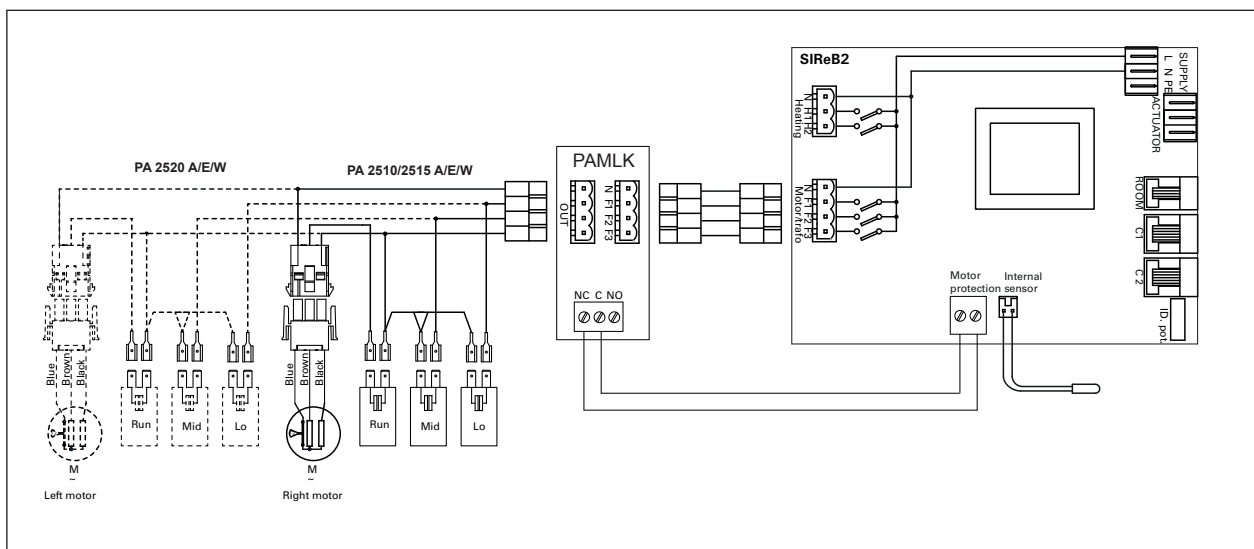 SIReB2
SUPPLY
L N PE
ACTUATOR
N H1 H2
Heating
PAMLK
PA 2520 A/E/W
PA 2510/2515 A/E/W
OUT
N F1 F2 F3
N F1 F2 F3
Motor/trafo
ROOM
C1
C 2
ID: pot.
NC C NO
Motor
protection
Internal
sensor
Blue
Brown
Black
Run
Mid
Lo
Blue
Brown
Black
Run
Mid
Lo
M
~
Left motor
M
~
Right motor